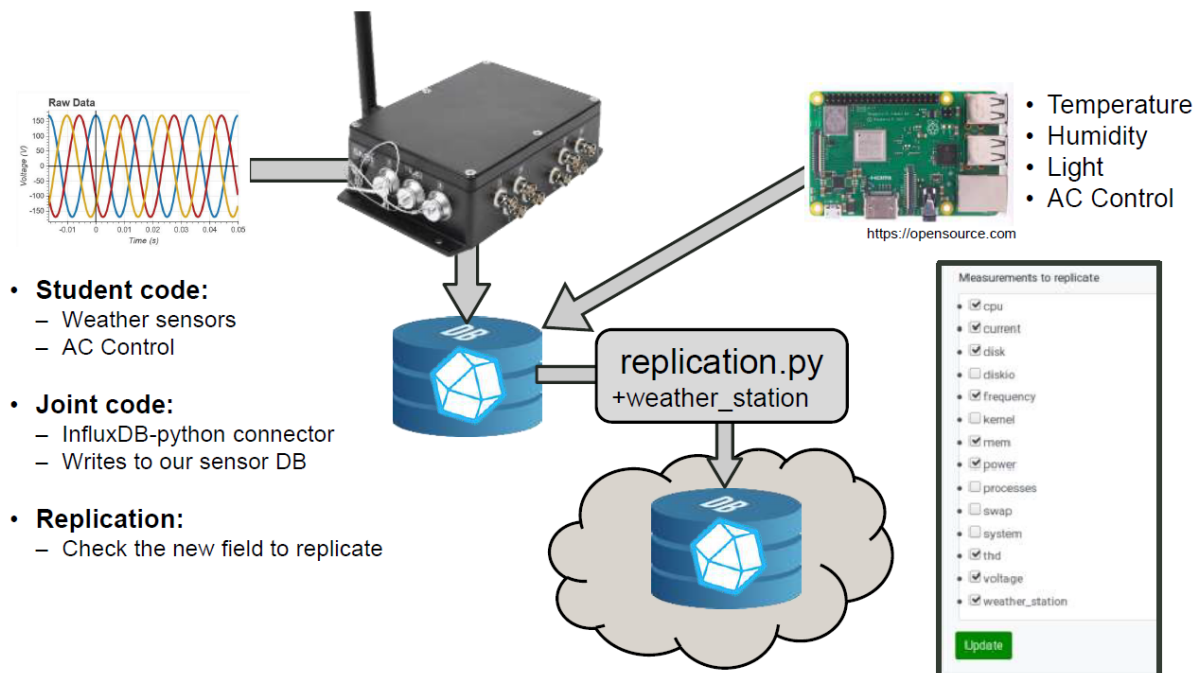 Raw Data
Voltage (V)
150
100
50
0
-50
-100
-150
-0.01 0 0.01 0.02 0.03 0.04 0.05
Time (s)
• Temperature
• Humidity
• Light
• AC Control
https://opensource.com
• Student code:
– Weather sensors
– AC Control
• Joint code:
– InfluxDB-python connector
– Writes to our sensor DB
• Replication:
– Check the new field to replicate
DB
replication.py
+weather_station
DB
Measurements to replicate
cpu
current
disk
diskio
frequency
kernel
mem
power
processes
swap
system
thd
voltage
weather_station
Update